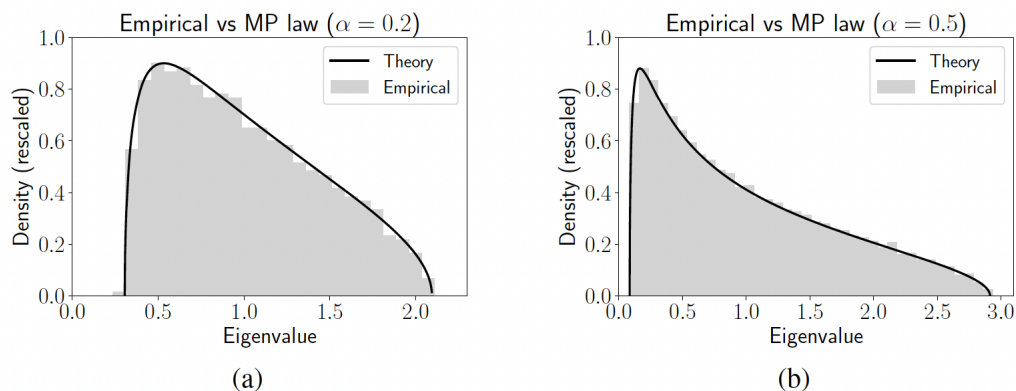 Empirical vs MP law (α = 0.2)
1.0
0.8
0.6
0.4
0.2
0.0
Density (rescaled)
Theory
Empirical
0.0 0.5 1.0 1.5 2.0
Eigenvalue
(a)
Empirical vs MP law (α = 0.5)
1.0
0.8
0.6
0.4
0.2
0.0
Density (rescaled)
Theory
Empirical
0.0 0.5 1.0 1.5 2.0 2.5 3.0
Eigenvalue
(b)